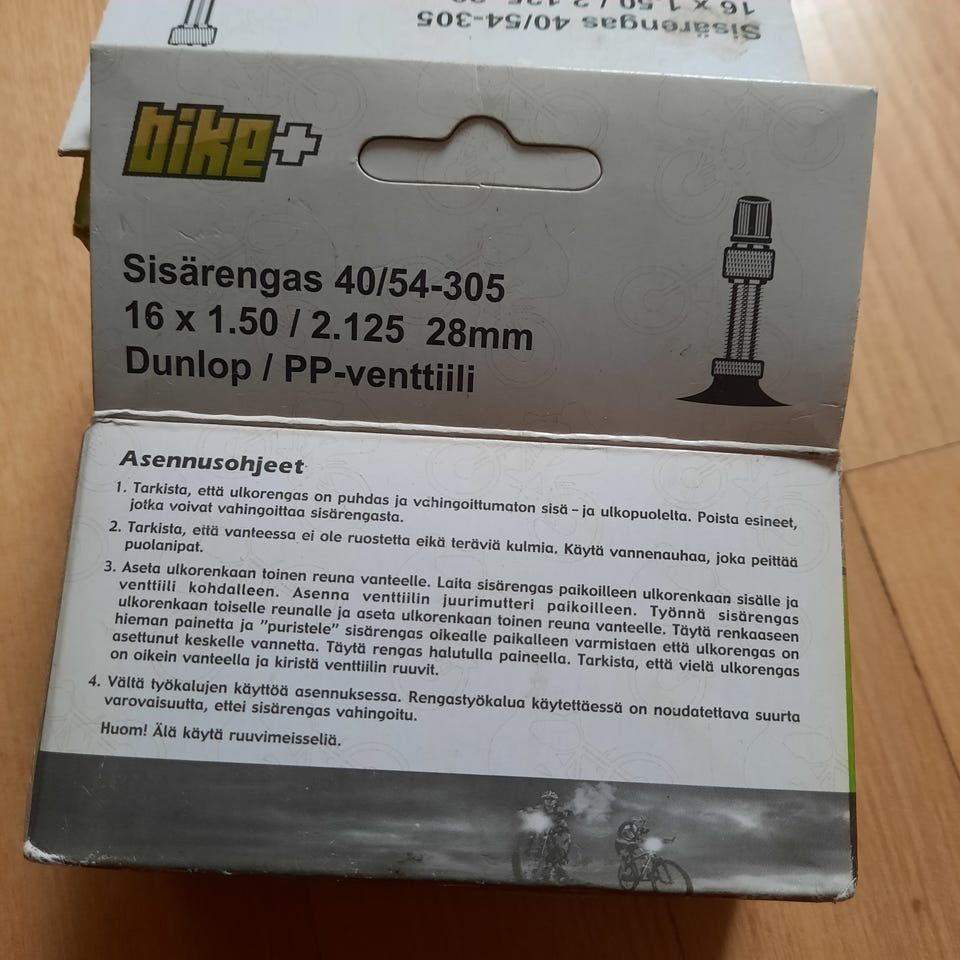 Sisärengas 40/54-305
16 x 1.50 / 2.125
bike+
Sisärengas 40/54-305
16 x 1.50 / 2.125 28mm
Dunlop / PP-venttiili
Asennusohjeet
1. Tarkista, että ulkorengas on puhdas ja vahingoittumaton sisä – ja ulkopuolelta. Poista esineet,
jotka voivat vahingoittaa sisärengasta.
2. Tarkista, että vanteessa ei ole ruostetta eikä teräviä kulmia. Käytä vannenauhaa, joka peittää
puolanipat.
3. Aseta ulkorenkaan toinen reuna vanteelle. Laita sisärengas paikoilleen ulkorenkaan sisälle ja
venttiili kohdalleen. Asenna venttiilin juurimutteri paikoilleen. Työnnä sisärengas
ulkorenkaan toiselle reunalle ja aseta ulkorenkaan toinen reuna vanteelle. Täytä renkaaseen
hieman painetta ja ”puristele” sisärengas oikealle paikalleen varmistaen että ulkorengas on
asettunut keskelle vannetta. Täytä rengas halutulla paineella. Tarkista, että vielä ulkorengas
on oikein vanteella ja kiristä venttiilin ruuvit.
4. Vältä työkalujen käyttöä asennuksessa. Rengastyökalua käytettäessä on noudatettava suurta
varovaisuutta, ettei sisärengas vahingoitu.
Huom! Älä käytä ruuvimeisseliä.